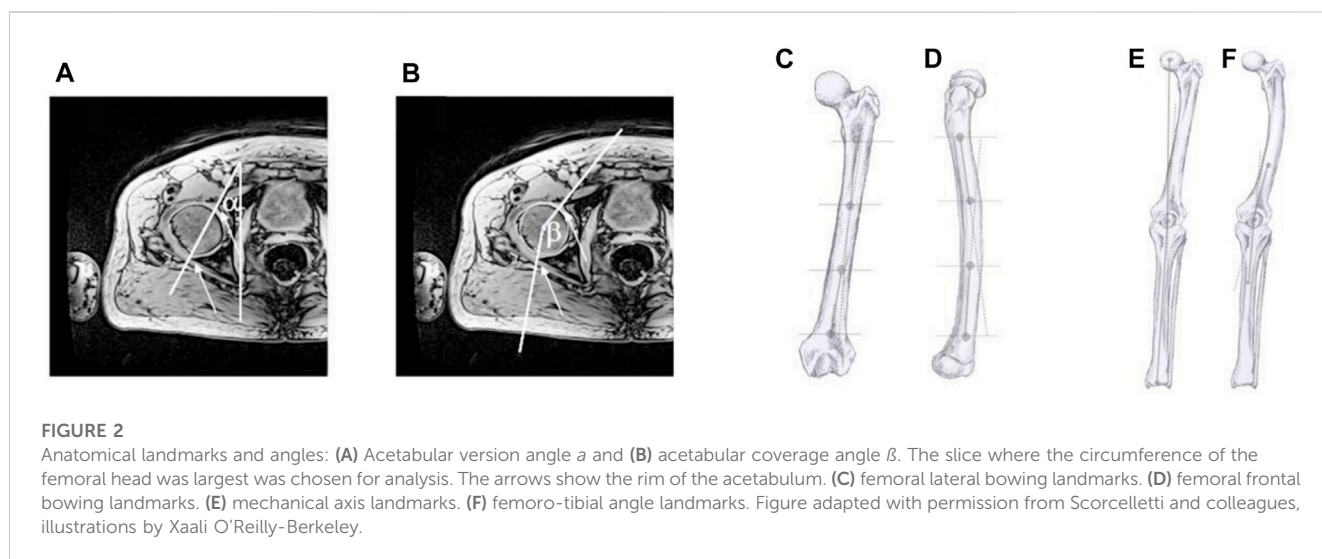 A
B
C
D
E
F
α
β
FIGURE 2
Anatomical landmarks and angles: (A) Acetabular version angle a and (B) acetabular coverage angle ß. The slice where the circumference of the
femoral head was largest was chosen for analysis. The arrows show the rim of the acetabulum. (C) femoral lateral bowing landmarks. (D) femoral frontal
bowing landmarks. (E) mechanical axis landmarks. (F) femoro-tibial angle landmarks. Figure adapted with permission from Scorcelletti and colleagues,
illustrations by Xaali O’Reilly-Berkeley.